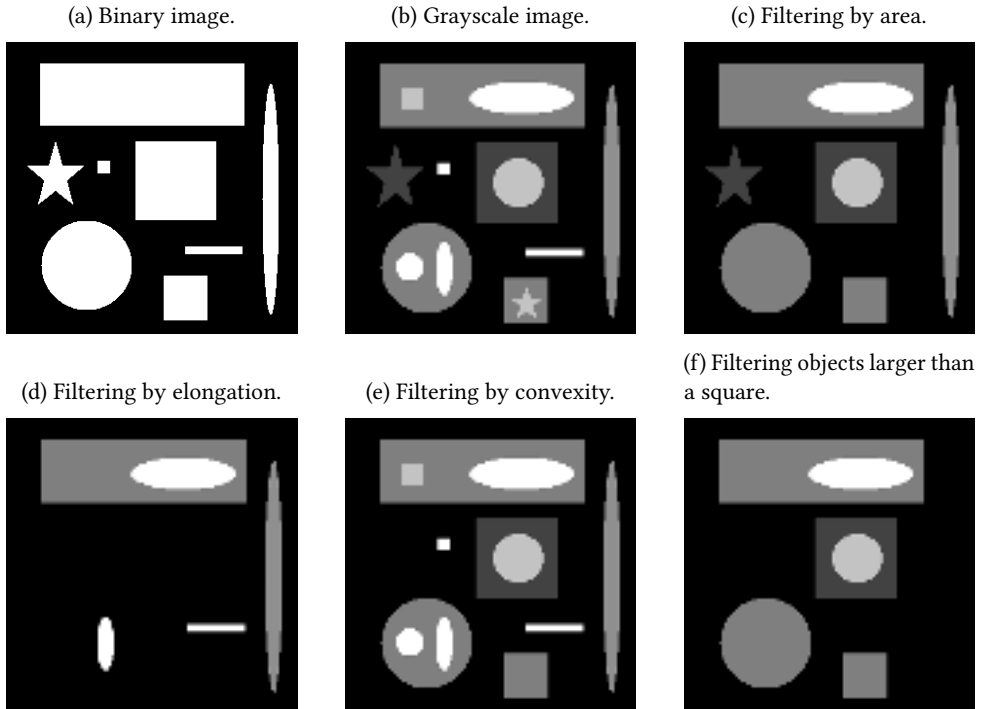 (a) Binary image.
(b) Grayscale image.
(c) Filtering by area.
(d) Filtering by elongation.
(e) Filtering by convexity.
(f) Filtering objects larger than
a square.